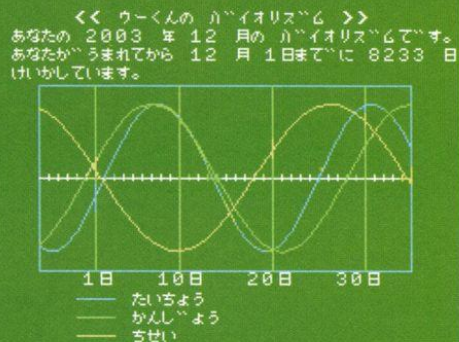 << ウーくんの バイオリズム >>
あなたの 2003 年 12 月の バイオリズムです。
あなたが うまれてから 12 月 1日までに 8233 日
けいかしています。
1日 10日 20日 30日
たいちょう
かんじょう
ちせい